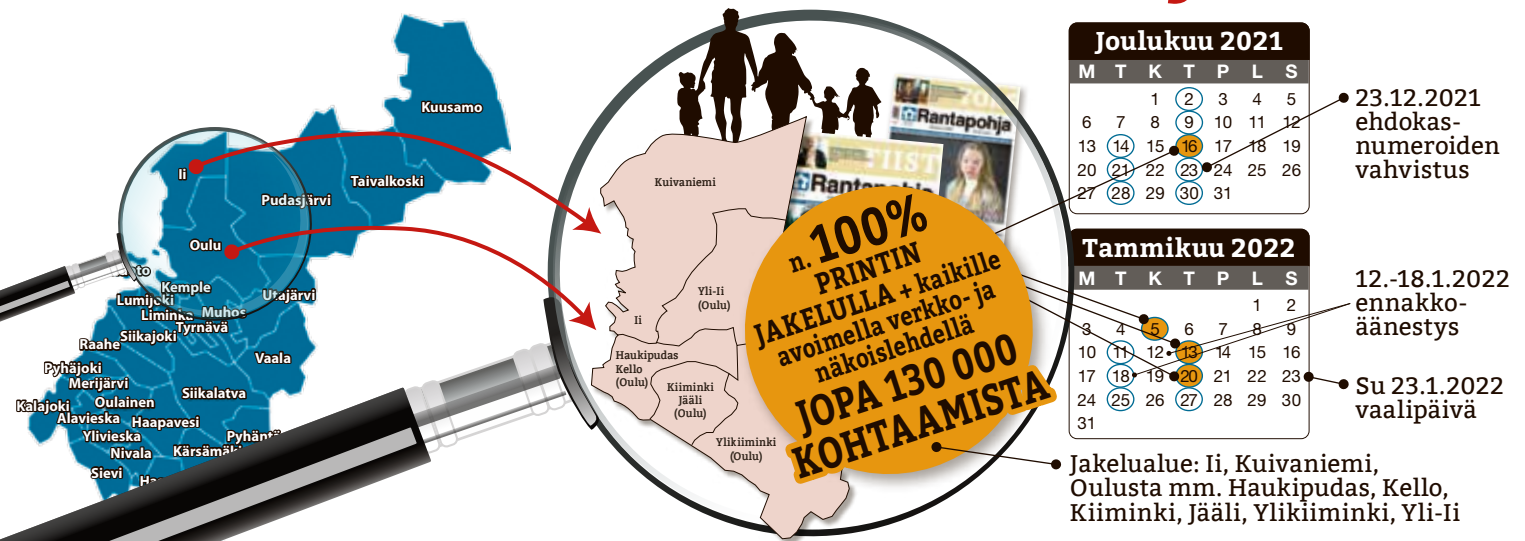 Kuusamo
Ii
Taivalkoski
Pudasjärvi
Oulu
Kemple
Utajärvi
Lumijoki
Liminka
Muhos
Tyrnävä
Siikajoki
Raahe
Vaala
Pyhäjoki
Merijärvi
Siikalatva
Kalajoki
Oulainen
Alavieska
Haapavesi
Ylivieska
Nivala
Kärsämäki
Sievi
Rantapohja
Rantapohja
Kuivaniemi
Yli-Ii
(Oulu)
Ii
Haukipudas
Kello
(Oulu)
Kiiminki
Jääli
(Oulu)
Ylikiiminki
(Oulu)
n. 100%
PRINTIN
JAKELULLA + kaikille
avoimella verkko- ja
näköislehdellä
JOPA 130 000
KOHTAAMISTA
Joulukuu 2021
M T K T P L S
1 2 3 4 5
6 7 8 9 10 11 12
13 14 15 16 17 18 19
20 21 22 23 24 25 26
27 28 29 30 31
23.12.2021
ehdokas-
numeroiden
vahvistus
Tammikuu 2022
M T K T P L S
1 2
3 4 5 6 7 8 9
10 11 12 13 14 15 16
17 18 19 20 21 22 23
24 25 26 27 28 29 30
31
12.-18.1.2022
ennakko-
äänestys
Su 23.1.2022
vaalipäivä
Jakelualue: Ii, Kuivaniemi,
Oulusta mm. Haukipudas, Kello,
Kiiminki, Jääli, Ylikiiminki, Yli-Ii